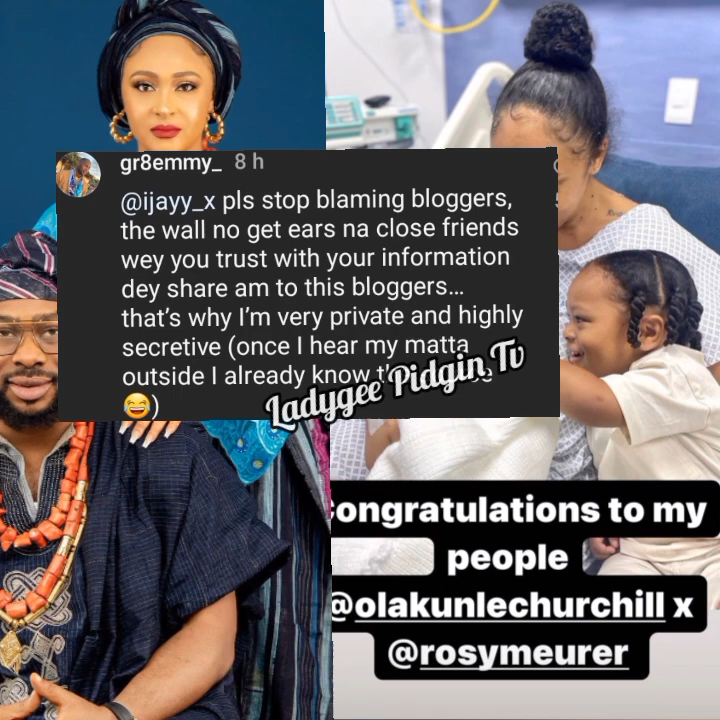 gr8emmy_ 8 h
@ijayy_x pls stop blaming bloggers,
the wall no get ears na close friends
wey you trust with your information
dey share am to this bloggers...
that's why I'm very private and highly
secretive (once I hear my matta
outside I already know
😂)
Ladygee Pidgin Tv
congratulations to my
people
@olakunlechurchill x
@rosymeurer